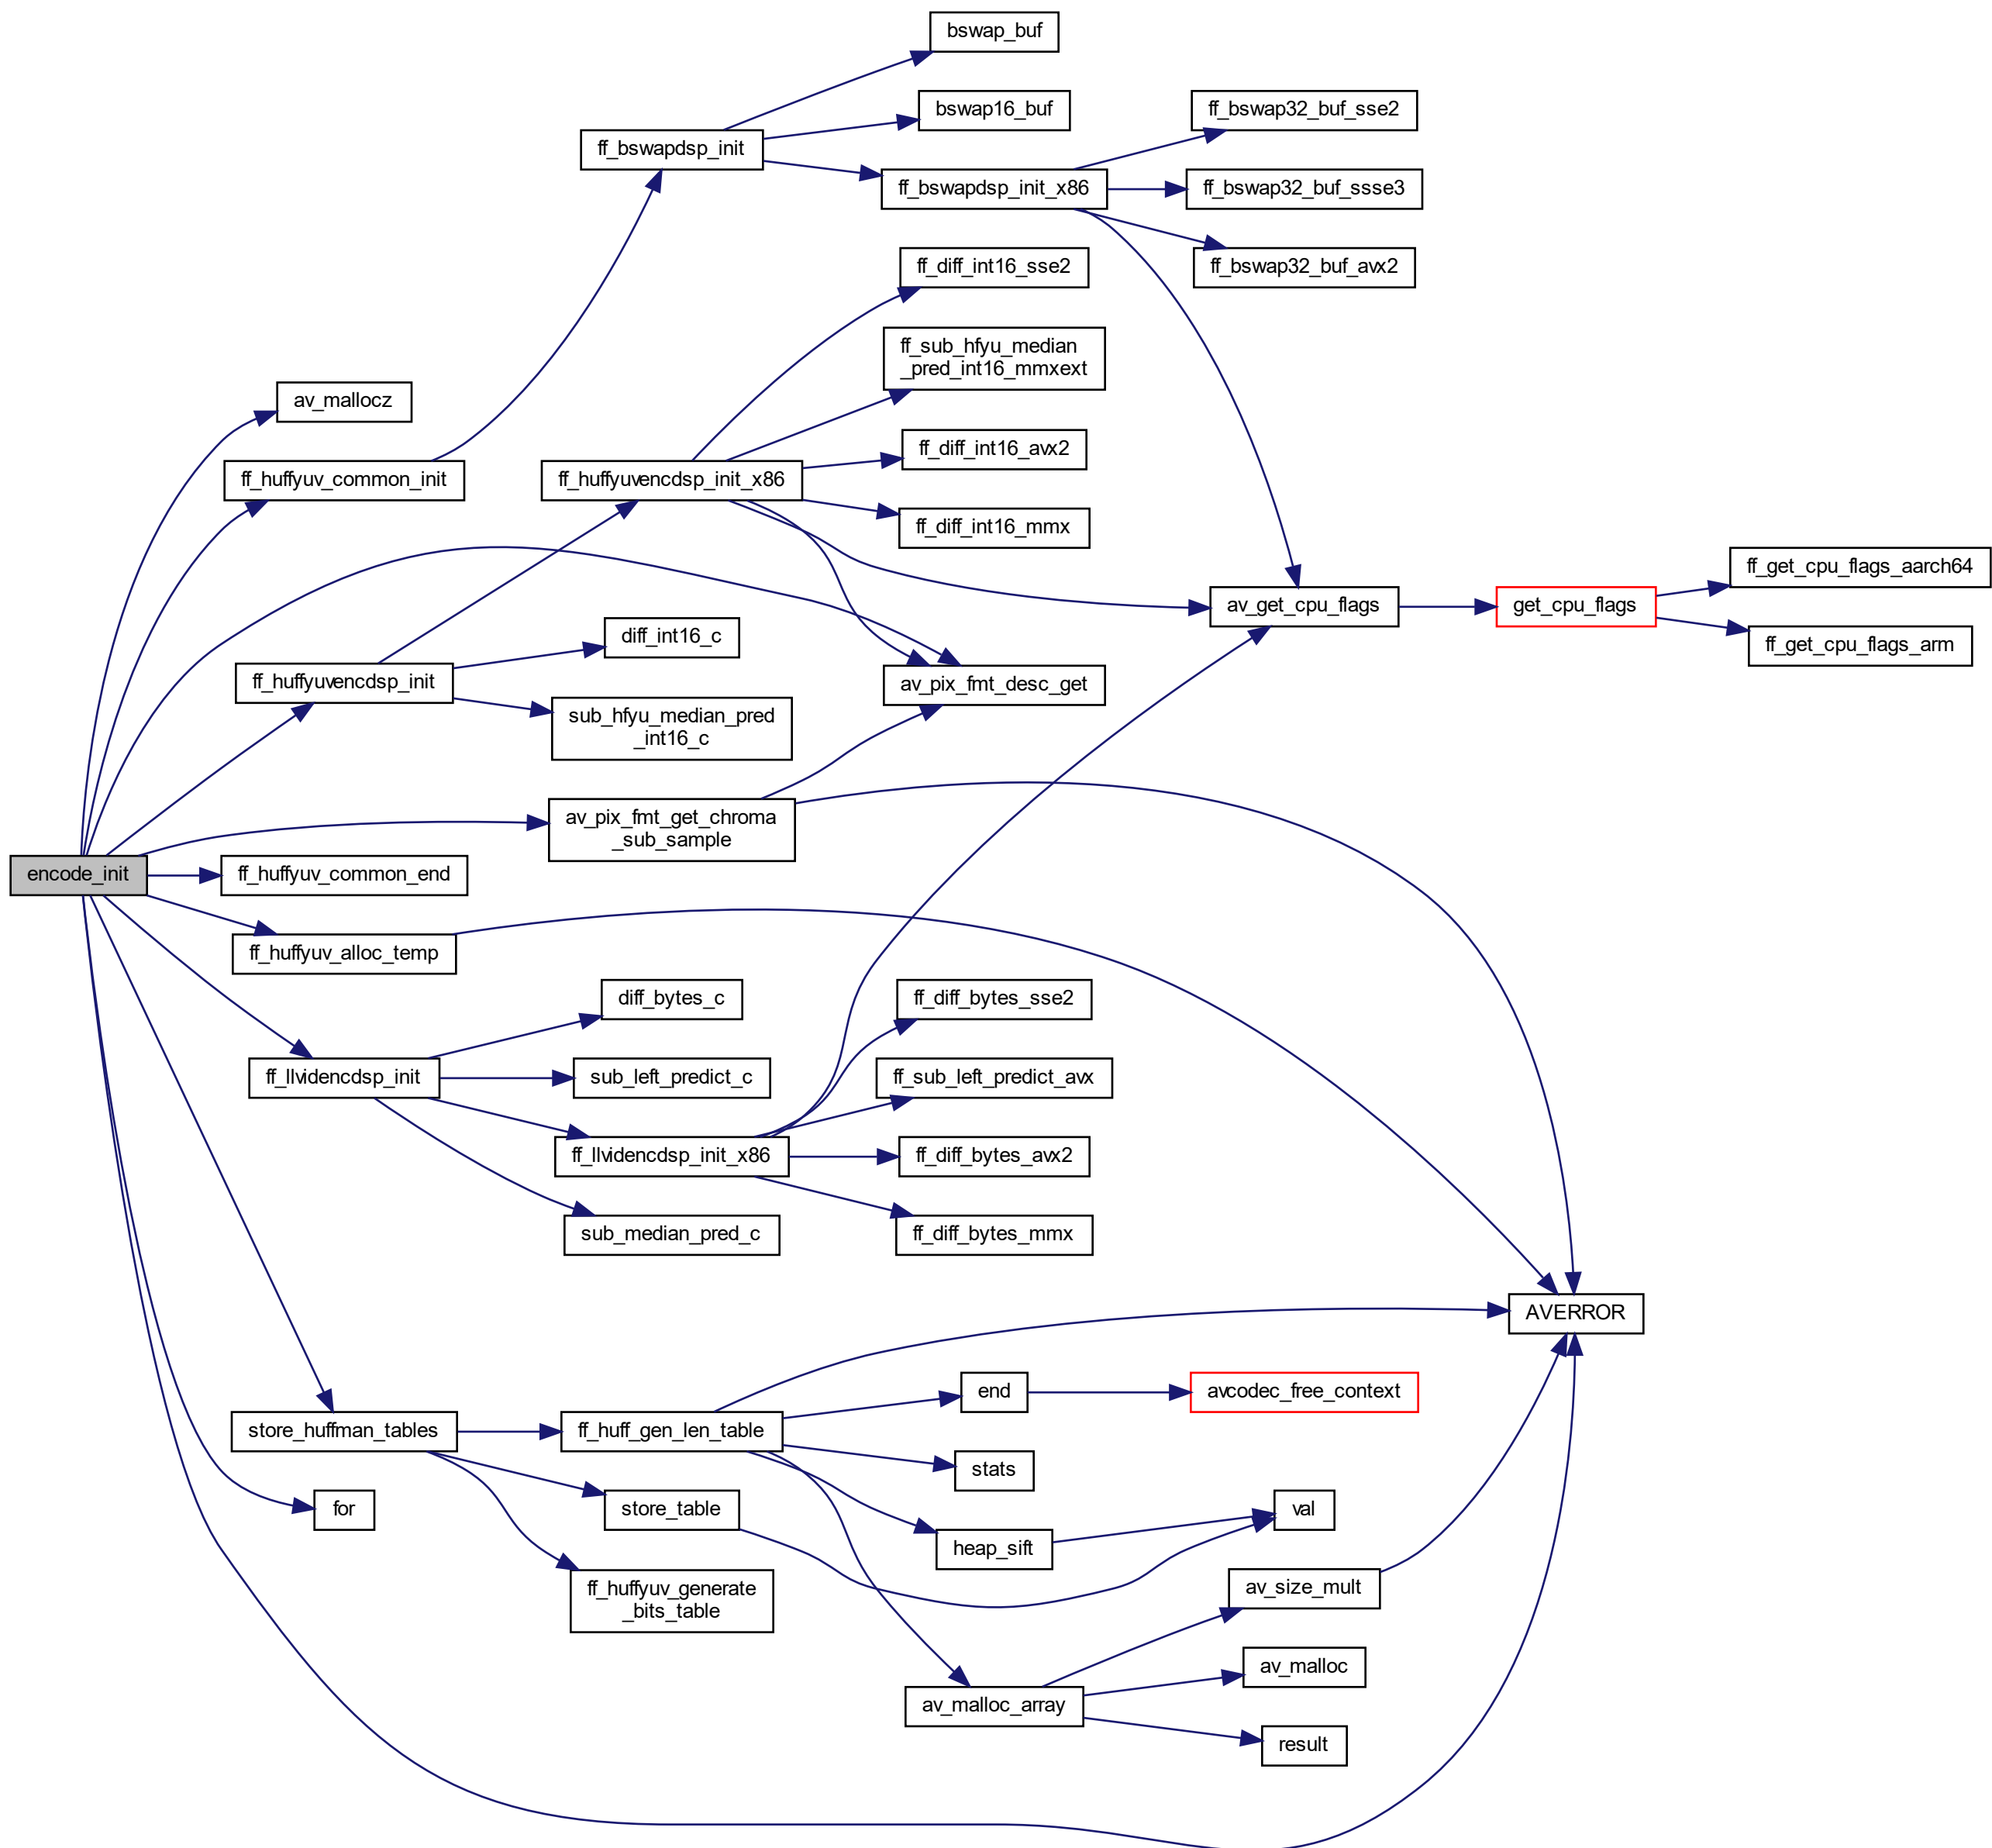 bswap_buf
bswap16_buf
ff_bswap32_buf_sse2
ff_bswapdsp_init
ff_bswapdsp_init_x86
ff_bswap32_buf_ssse3
ff_bswap32_buf_avx2
ff_diff_int16_sse2
ff_sub_hfyu_median
_pred_int16_mmxext
av_mallocz
ff_diff_int16_avx2
ff_huffyuv_common_init
ff_huffyuvencdsp_init_x86
ff_diff_int16_mmx
ff_get_cpu_flags_aarch64
av_get_cpu_flags
get_cpu_flags
diff_int16_c
ff_get_cpu_flags_arm
ff_huffyuvencdsp_init
av_pix_fmt_desc_get
sub_hfyu_median_pred
_int16_c
av_pix_fmt_get_chroma
_sub_sample
encode_init
ff_huffyuv_common_end
ff_huffyuv_alloc_temp
diff_bytes_c
ff_diff_bytes_sse2
ff_llvidencdsp_init
sub_left_predict_c
ff_sub_left_predict_avx
ff_llvidencdsp_init_x86
ff_diff_bytes_avx2
sub_median_pred_c
ff_diff_bytes_mmx
AVERROR
end
avcodec_free_context
store_huffman_tables
ff_huff_gen_len_table
stats
for
store_table
val
heap_sift
ff_huffyuv_generate
_bits_table
av_size_mult
av_malloc
av_malloc_array
result